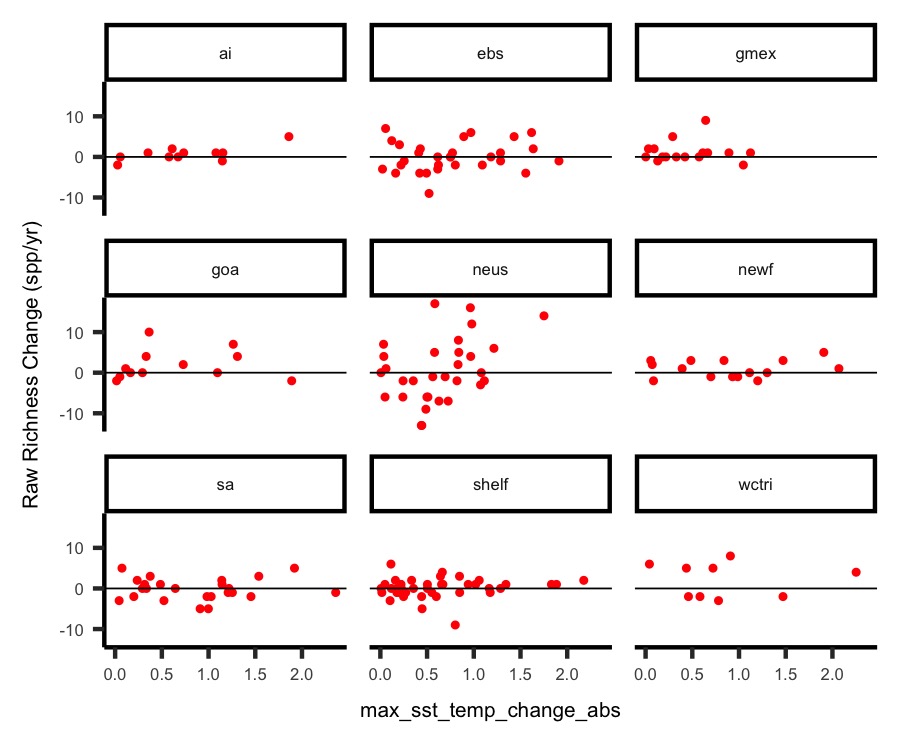 ai ebs gmex
10
0
-10
goa neus newf
10
0
-10
Raw Richness Change (spp/yr)
sa shelf wctri
10
0
-10
0.0 0.5 1.0 1.5 2.0 0.0 0.5 1.0 1.5 2.0 0.0 0.5 1.0 1.5 2.0
max_sst_temp_change_abs